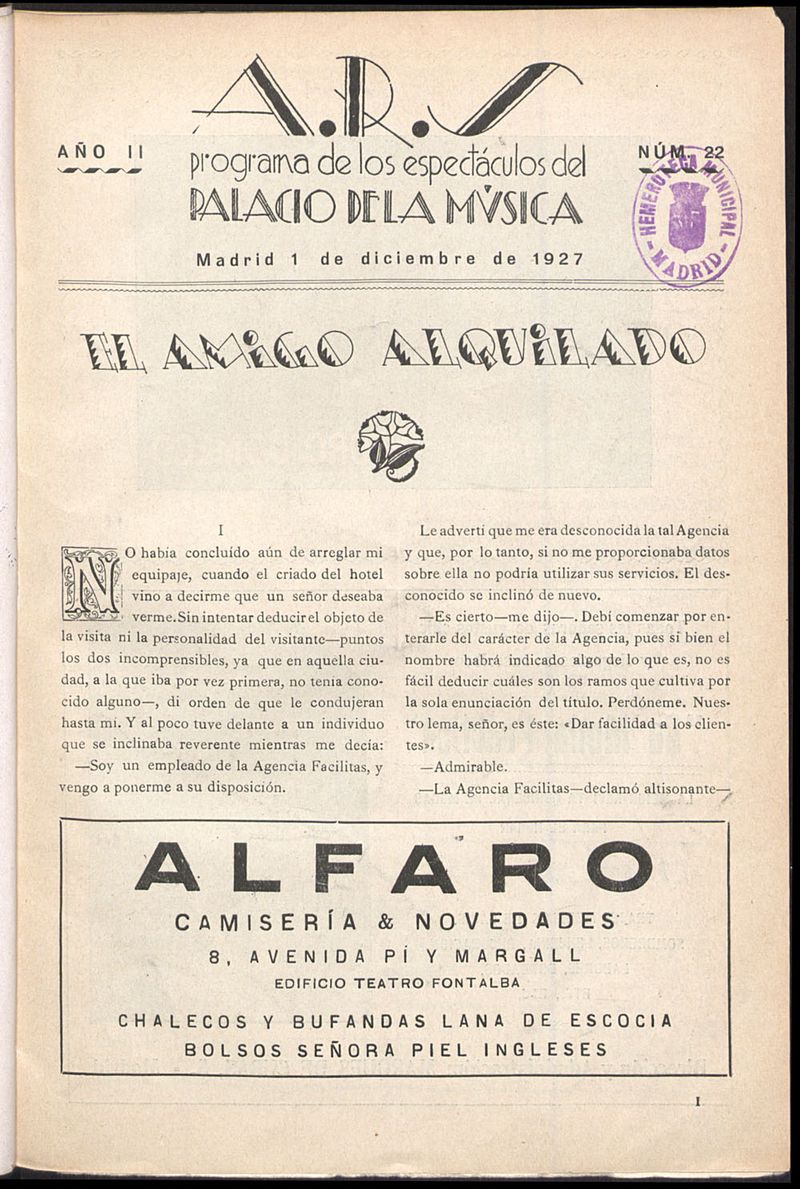 A.R.S
AÑO II
programa de los espectáculos del
NÚM. 22
PALACIO DE LA MÚSICA
Madrid 1 de diciembre de 1927
HEMEROTECA MUNICIPAL
- MADRID -
EL AMIGO ALQUILADO
I
NO había concluído aún de arreglar mi
equipaje, cuando el criado del hotel
vino a decirme que un señor deseaba
verme. Sin intentar deducir el objeto de
la visita ni la personalidad del visitante—puntos
los dos incomprensibles, ya que en aquella ciu-
dad, a la que iba por vez primera, no tenía cono-
cido alguno—, di orden de que le condujeran
hasta mí. Y al poco tuve delante a un individuo
que se inclinaba reverente mientras me decía:
—Soy un empleado de la Agencia Facilitas, y
vengo a ponerme a su disposición.
Le advertí que me era desconocida la tal Agencia
y que, por lo tanto, si no me proporcionaba datos
sobre ella no podría utilizar sus servicios. El des-
conocido se inclinó de nuevo.
—Es cierto—me dijo—. Debí comenzar por en-
terarle del carácter de la Agencia, pues si bien el
nombre habrá indicado algo de lo que es, no es
fácil deducir cuáles son los ramos que cultiva por
la sola enunciación del título. Perdóneme. Nues-
tro lema, señor, es éste: «Dar facilidad a los clien-
tes».
—Admirable.
—La Agencia Facilitas—declamó altisonante—
ALFARO
CAMISERÍA & NOVEDADES
8, AVENIDA PÍ Y MARGALL
EDIFICIO TEATRO FONTALBA
CHALECOS Y BUFANDAS LANA DE ESCOCIA
BOLSOS SEÑORA PIEL INGLESES
I